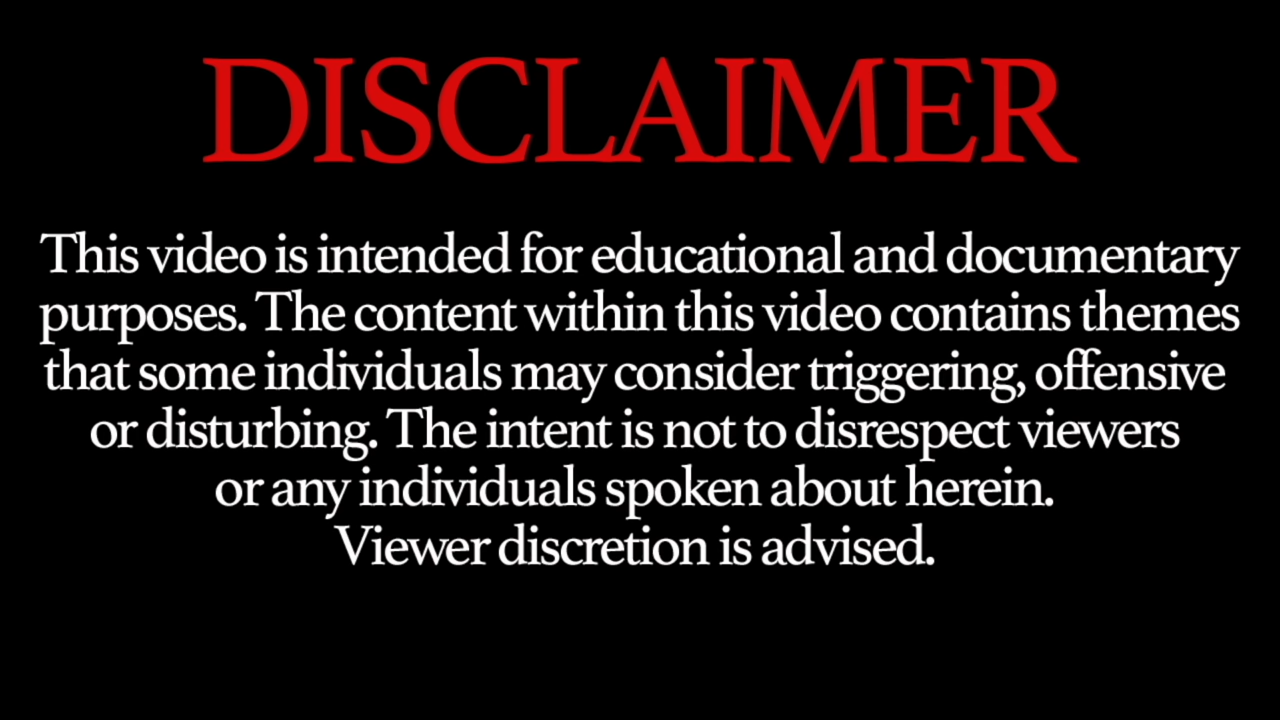 DISCLAIMER
This video is intended for educational and documentary
purposes. The content within this video contains themes
that some individuals may consider triggering, offensive
or disturbing. The intent is not to disrespect viewers
or any individuals spoken about herein.
Viewer discretion is advised.